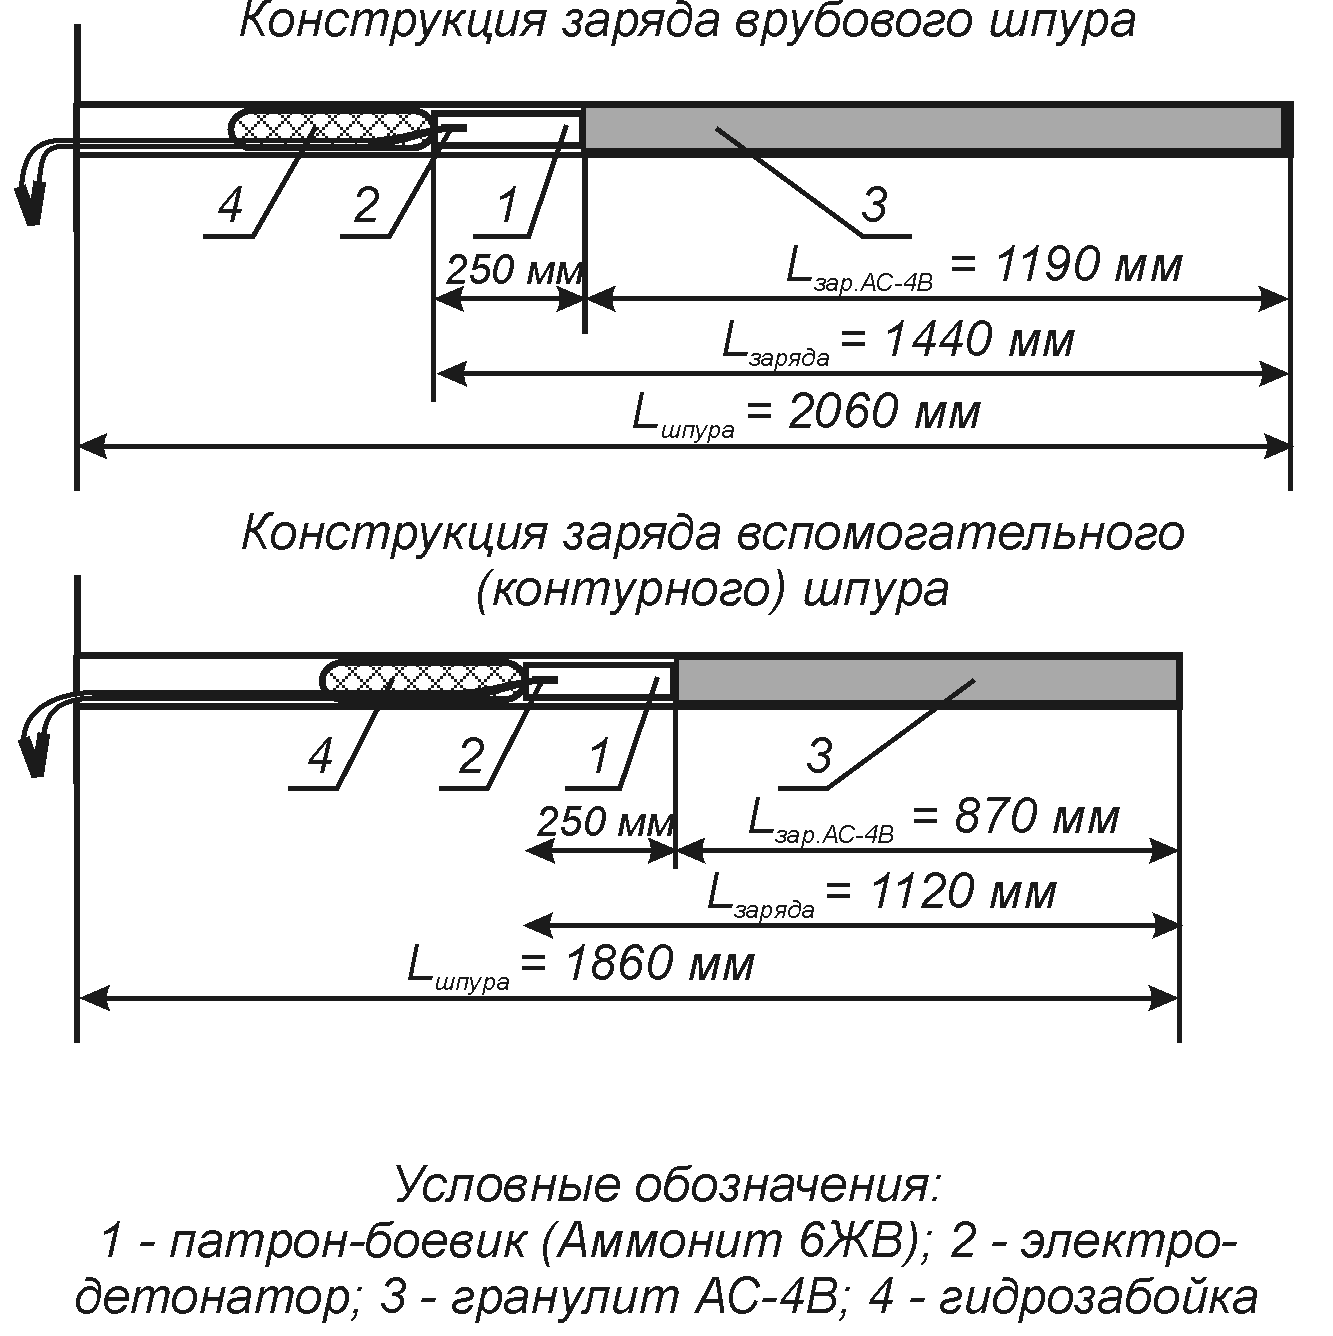 Конструкция заряда врубового шпура
4
2
1
3
250 мм
Lзар.АС-4В = 1190 мм
Lзаряда = 1440 мм
Lшпура = 2060 мм
Конструкция заряда вспомогательного
(контурного) шпура
4
2
1
3
250 мм
Lзар.АС-4В = 870 мм
Lзаряда = 1120 мм
Lшпура = 1860 мм
Условные обозначения:
1 - патрон-боевик (Аммонит 6ЖВ); 2 - электро-
детонатор; 3 - гранулит АС-4В; 4 - гидрозабойка